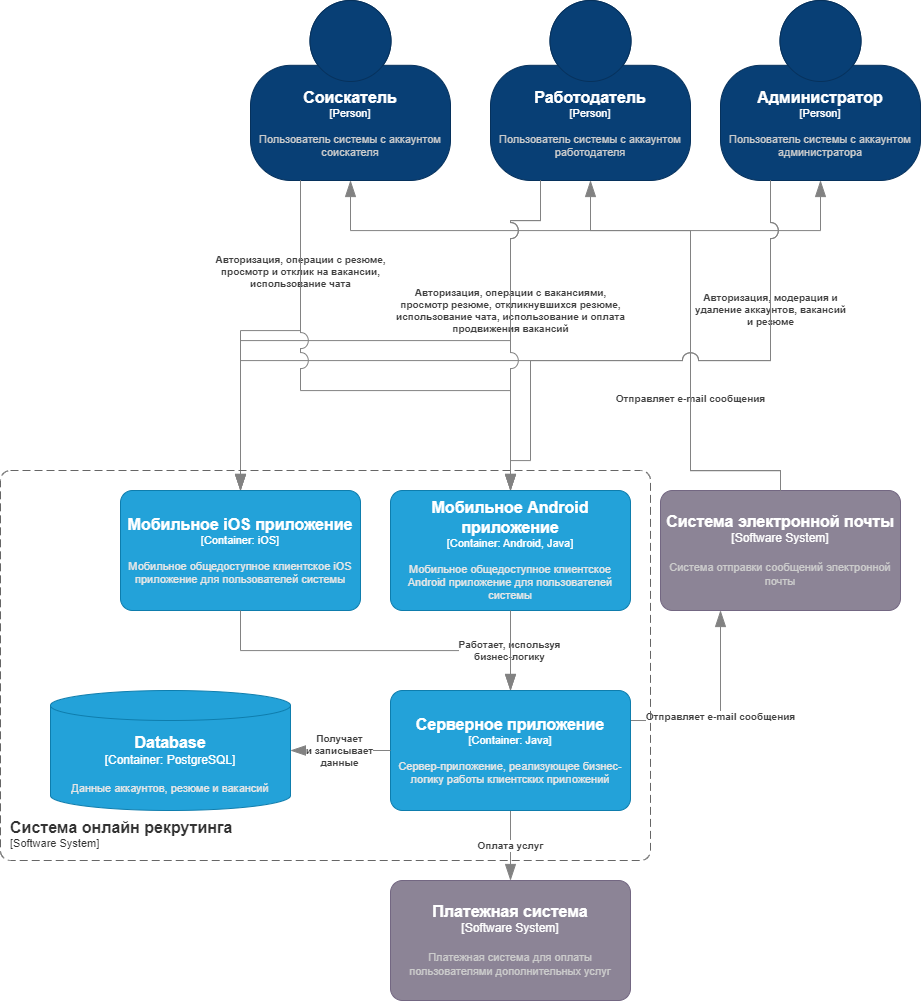 Соискатель
[Person]
Пользователь системы с аккаунтом
соискателя
Работодатель
[Person]
Пользователь системы с аккаунтом
работодателя
Администратор
[Person]
Пользователь системы с аккаунтом
администратора
Авторизация, операции с резюме,
просмотр и отклик на вакансии,
использование чата
Авторизация, операции с вакансиями,
просмотр резюме, откликнувшихся резюме,
использование чата, использование и оплата
продвижения вакансий
Авторизация, модерация и
удаление аккаунтов, вакансий
и резюме
Отправляет e-mail сообщения
Мобильное iOS приложение
[Container: iOS]
Мобильное общедоступное клиентское iOS
приложение для пользователей системы
Мобильное Android
приложение
[Container: Android, Java]
Мобильное общедоступное клиентское
Android приложение для пользователей
системы
Система электронной почты
[Software System]
Система отправки сообщений электронной
почты
Работает, используя
бизнес-логику
Database
[Container: PostgreSQL]
Данные аккаунтов, резюме и вакансий
Получает
и записывает
данные
Серверное приложение
[Container: Java]
Сервер-приложение, реализующее бизнес-
логику работы клиентских приложений
Отправляет e-mail сообщения
Система онлайн рекрутинга
[Software System]
Оплата услуг
Платежная система
[Software System]
Платежная система для оплаты
пользователями дополнительных услуг